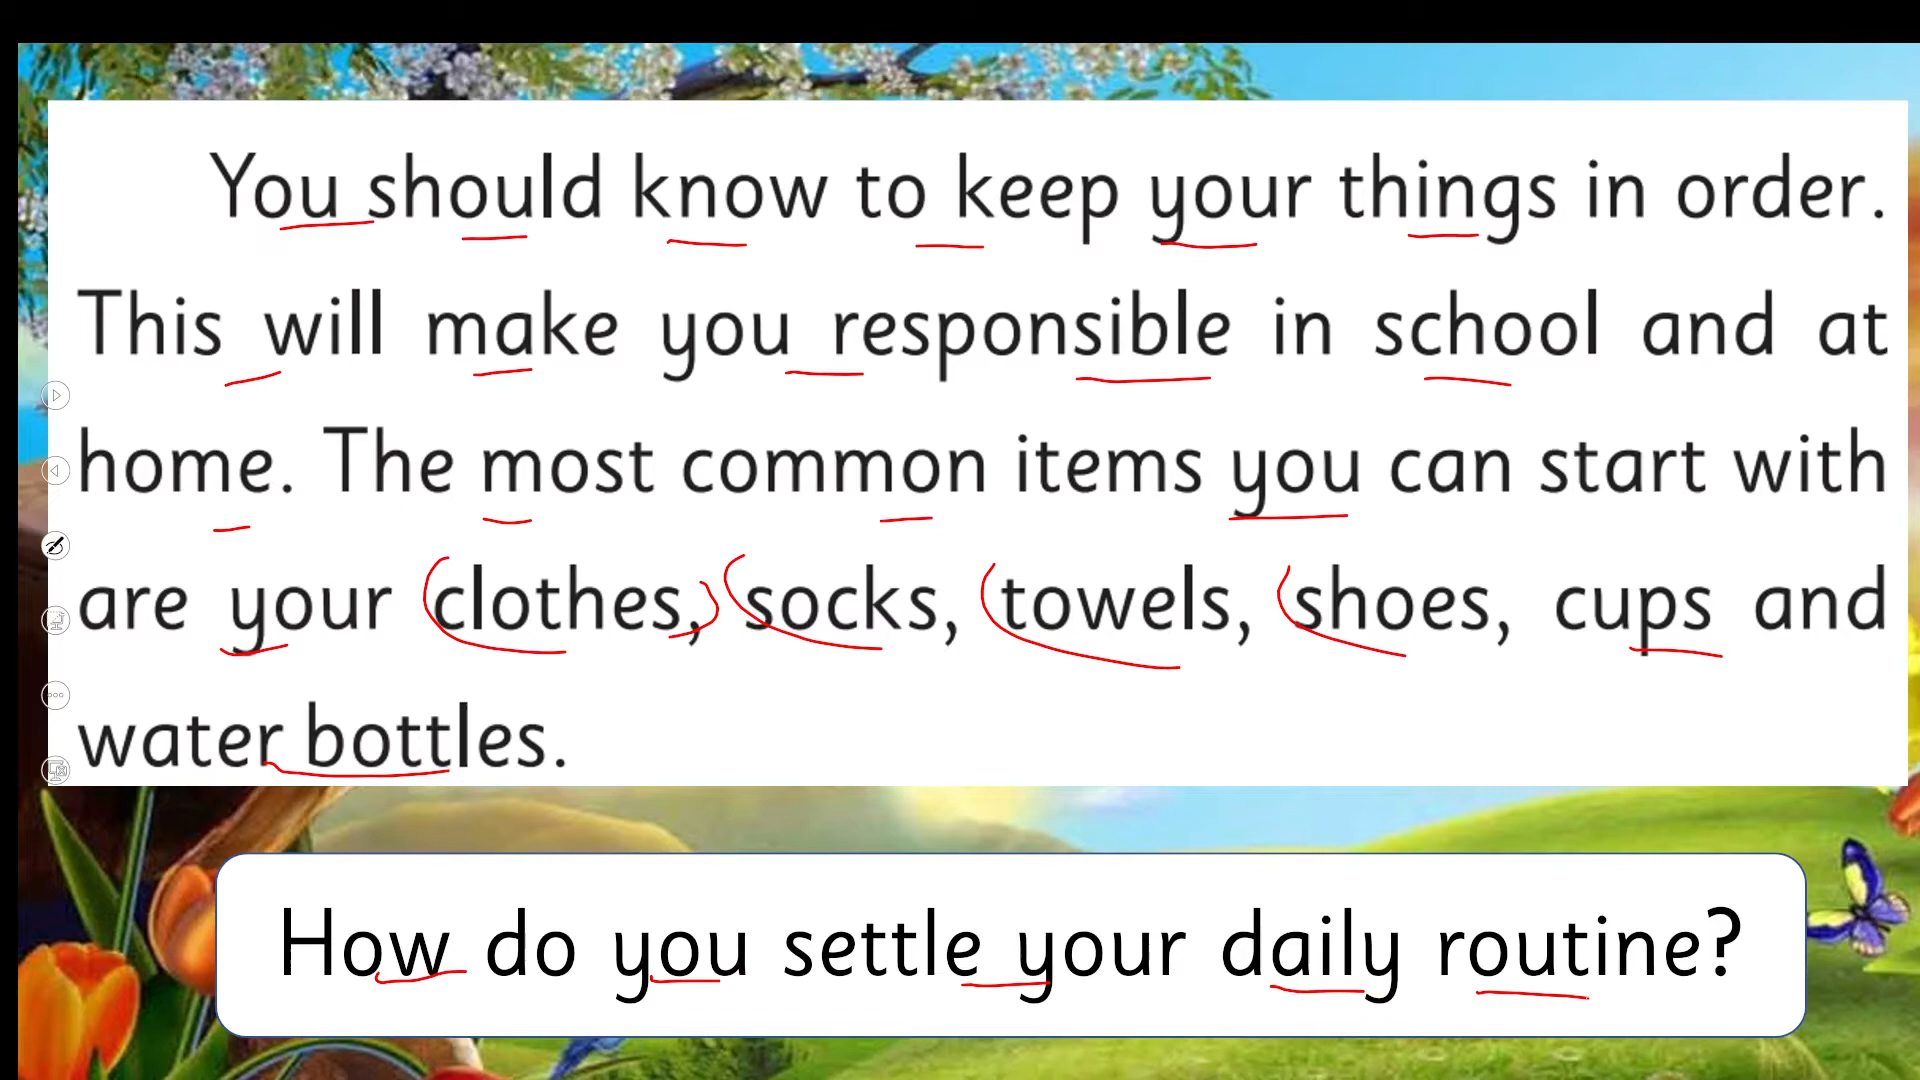 You should know to keep your things in order.
This will make you responsible in school and at
home. The most common items you can start with
are your clothes, socks, towels, shoes, cups and
water bottles.
How do you settle your daily routine?